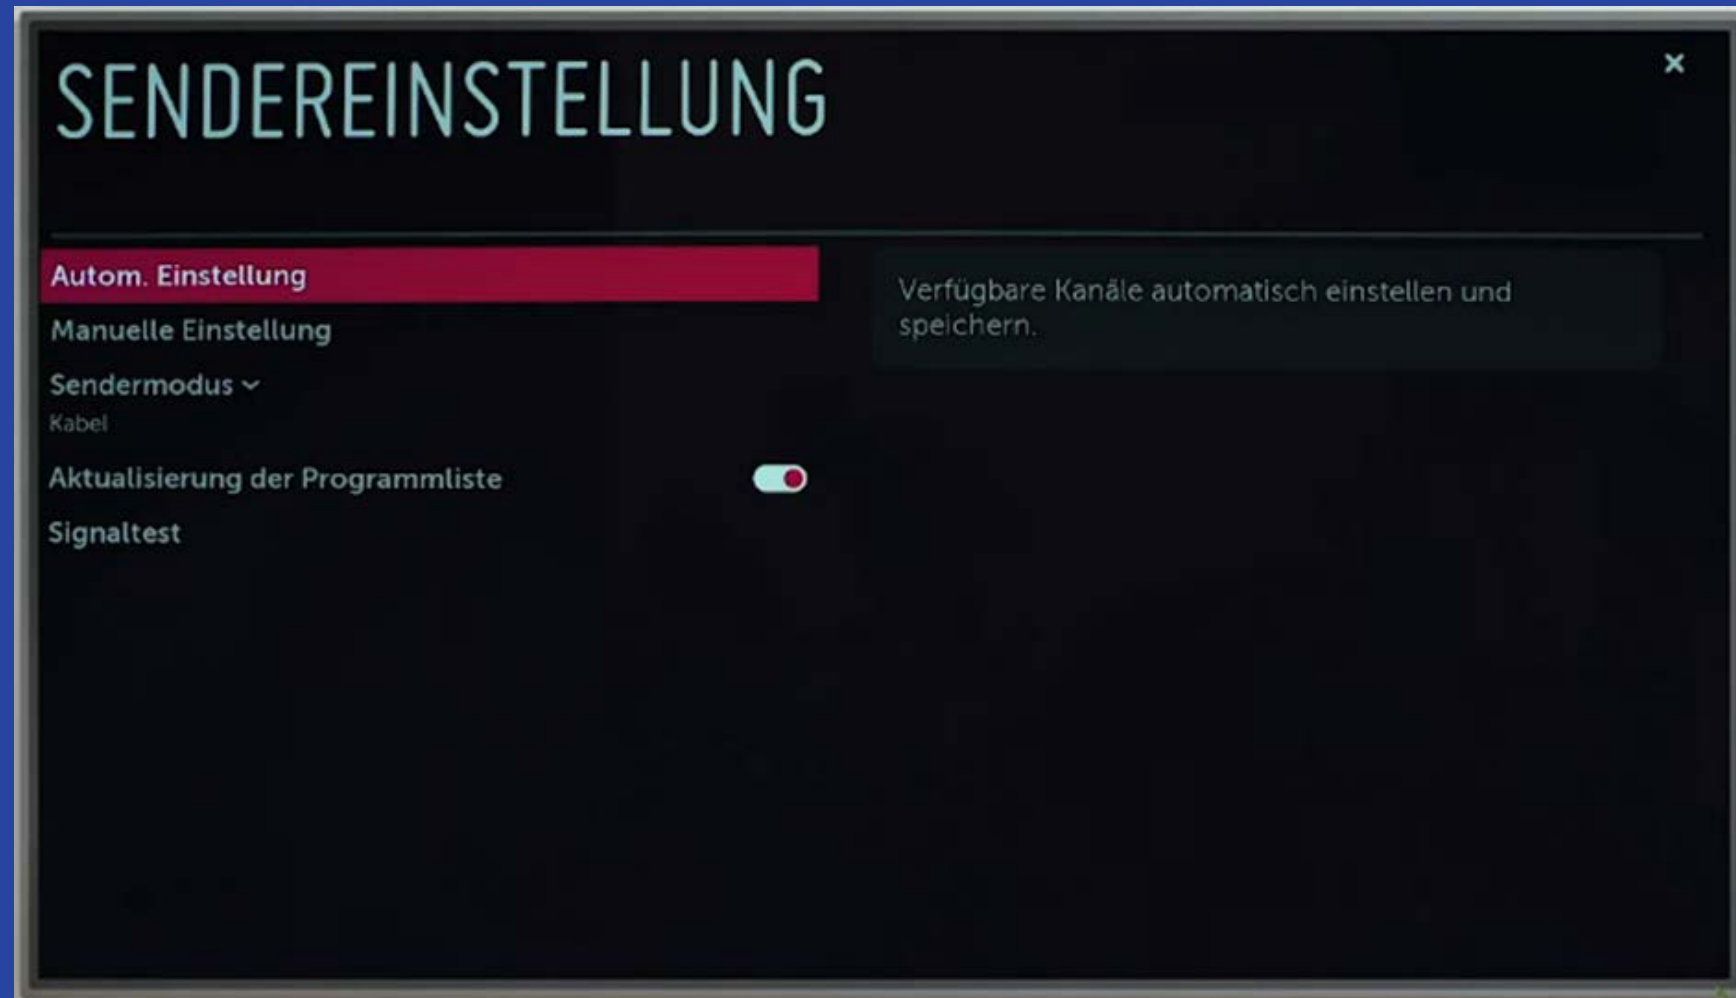 SENDEREINSTELLUNG
Autom. Einstellung
Manuelle Einstellung
Sendermodus
Kabel
Aktualisierung der Programmliste
Signaltest
Verfügbare Kanäle automatisch einstellen und
speichern.